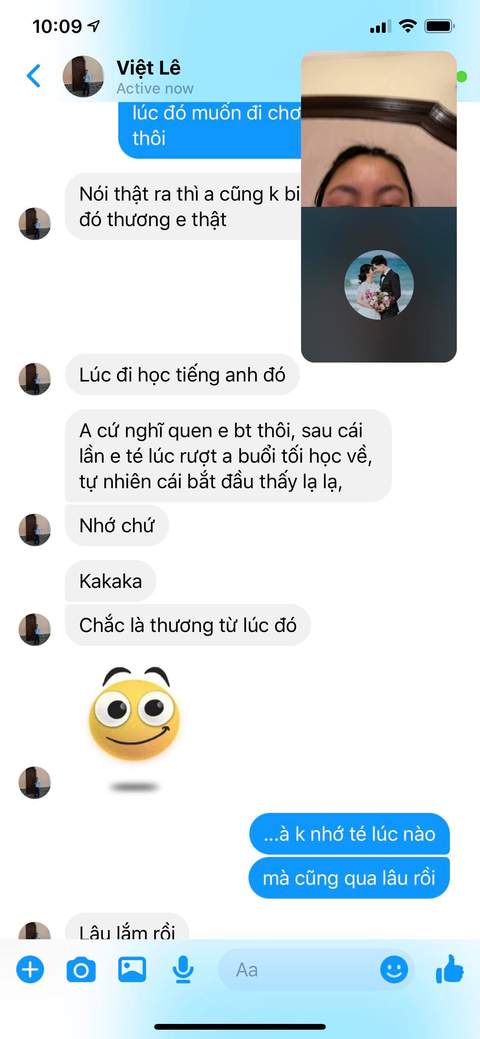 10:09
Việt Lê
Active now
lúc đó muốn đi chơ
thôi
Nói thật ra thì a cũng k bi
đó thương e thật
Lúc đi học tiếng anh đó
A cứ nghĩ quen e bt thôi, sau cái
lần e té lúc rượt a buổi tối học về,
tự nhiên cái bắt đầu thấy lạ lạ,
Nhớ chứ
Kakaka
Chắc là thương từ lúc đó
...à k nhớ té lúc nào
mà cũng qua lâu rồi
Lâu lắm rồi
Aa